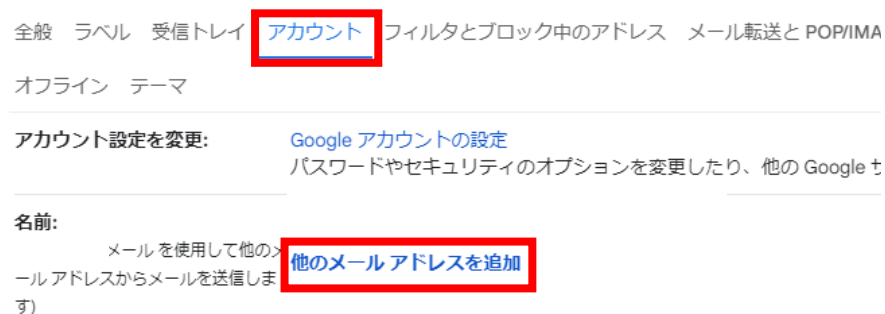 全般 ラベル 受信トレイ アカウント フィルタとブロック中のアドレス メール転送と POP/IMA
オフライン テーマ
アカウント設定を変更:
Google アカウントの設定
パスワードやセキュリティのオプションを変更したり、他の Google
名前:
メール を使用して他のメ
ール アドレスからメールを送信しま
す)
他のメール アドレスを追加